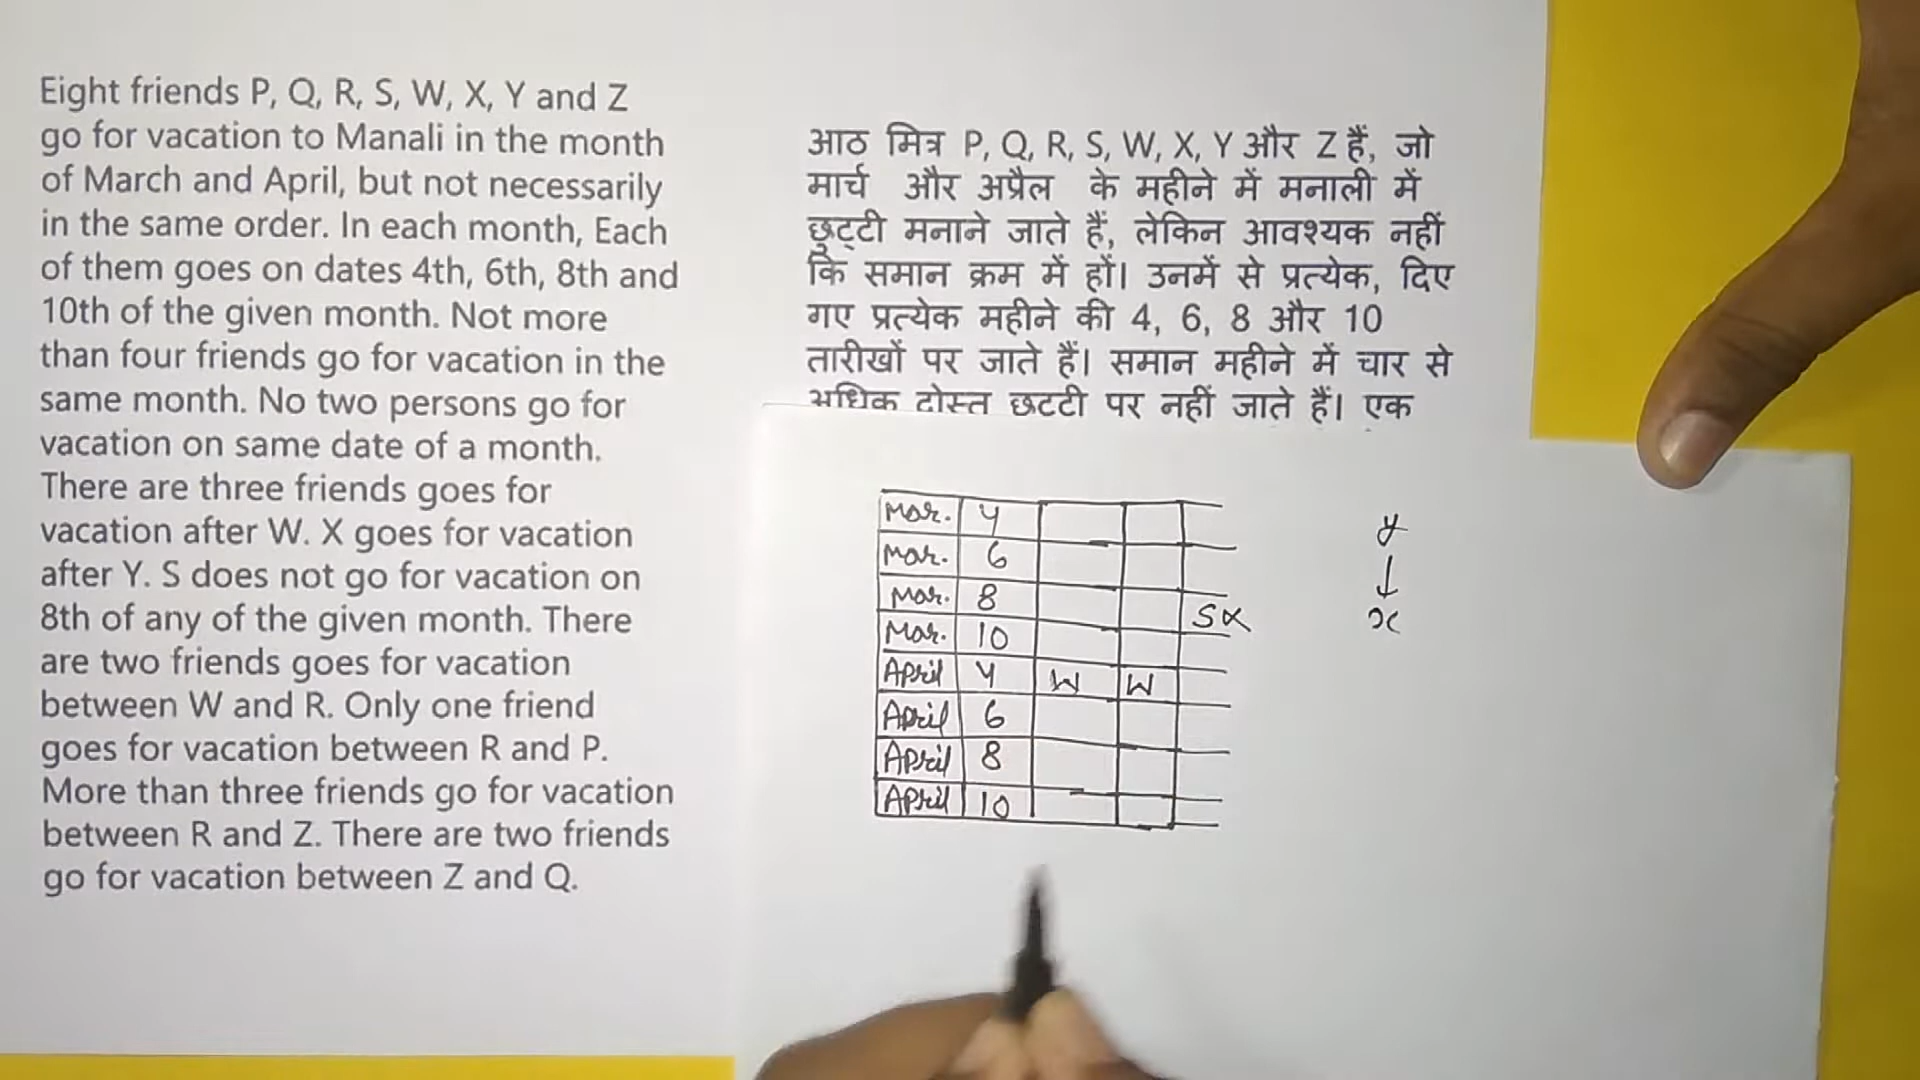 Eight friends P, Q, R, S, W, X, Y and Z
go for vacation to Manali in the month
of March and April, but not necessarily
in the same order. In each month, Each
of them goes on dates 4th, 6th, 8th and
10th of the given month. Not more
than four friends go for vacation in the
same month. No two persons go for
vacation on same date of a month.
There are three friends goes for
vacation after W. X goes for vacation
after Y. S does not go for vacation on
8th of any of the given month. There
are two friends goes for vacation
between W and R. Only one friend
goes for vacation between R and P.
More than three friends go for vacation
between R and Z. There are two friends
go for vacation between Z and Q.
आठ मित्र P, Q, R, S, W, X, Y और Z हैं, जो
मार्च और अप्रैल के महीने में मनाली में
छुट्टी मनाने जाते हैं, लेकिन आवश्यक नहीं
कि समान क्रम में हों। उनमें से प्रत्येक, दिए
गए प्रत्येक महीने की 4, 6, 8 और 10
तारीखों पर जाते हैं। समान महीने में चार से
अधिक दोस्त छुटटी पर नहीं जाते हैं। एक
Mar. 4
Mar. 6
Mar. 8
Mar. 10
April 4 W W
April 6
April 8
April 10
S
y
↓
x